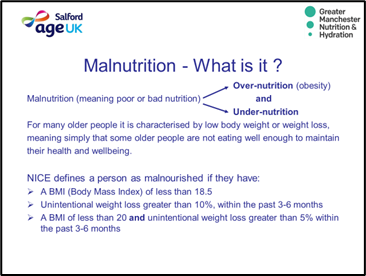 Salford
age UK
Greater
Manchester
Nutrition &
Hydration
Malnutrition - What is it ?
Over-nutrition (obesity)
Malnutrition (meaning poor or bad nutrition) and
Under-nutrition
For many older people it is characterised by low body weight or weight loss,
meaning simply that some older people are not eating well enough to maintain
their health and wellbeing.
NICE defines a person as malnourished if they have:
➢ A BMI (Body Mass Index) of less than 18.5
➢ Unintentional weight loss greater than 10%, within the past 3-6 months
➢ A BMI of less than 20 and unintentional weight loss greater than 5% within
the past 3-6 months